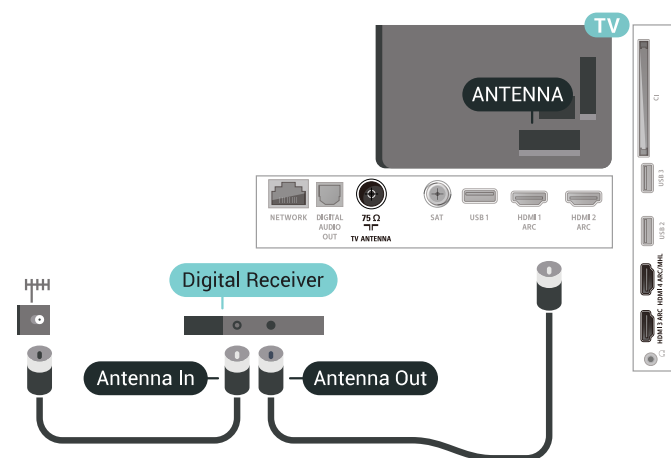 TV
ANTENNA
CI
USB 3
USB 2
HDMI 4 ARC/MHL
HDMI 3 ARC
NETWORK
DIGITAL
AUDIO
OUT
75 Ω
TV ANTENNA
SAT
USB 1
HDMI 1
ARC
HDMI 2
ARC
Digital Receiver
Antenna In
Antenna Out